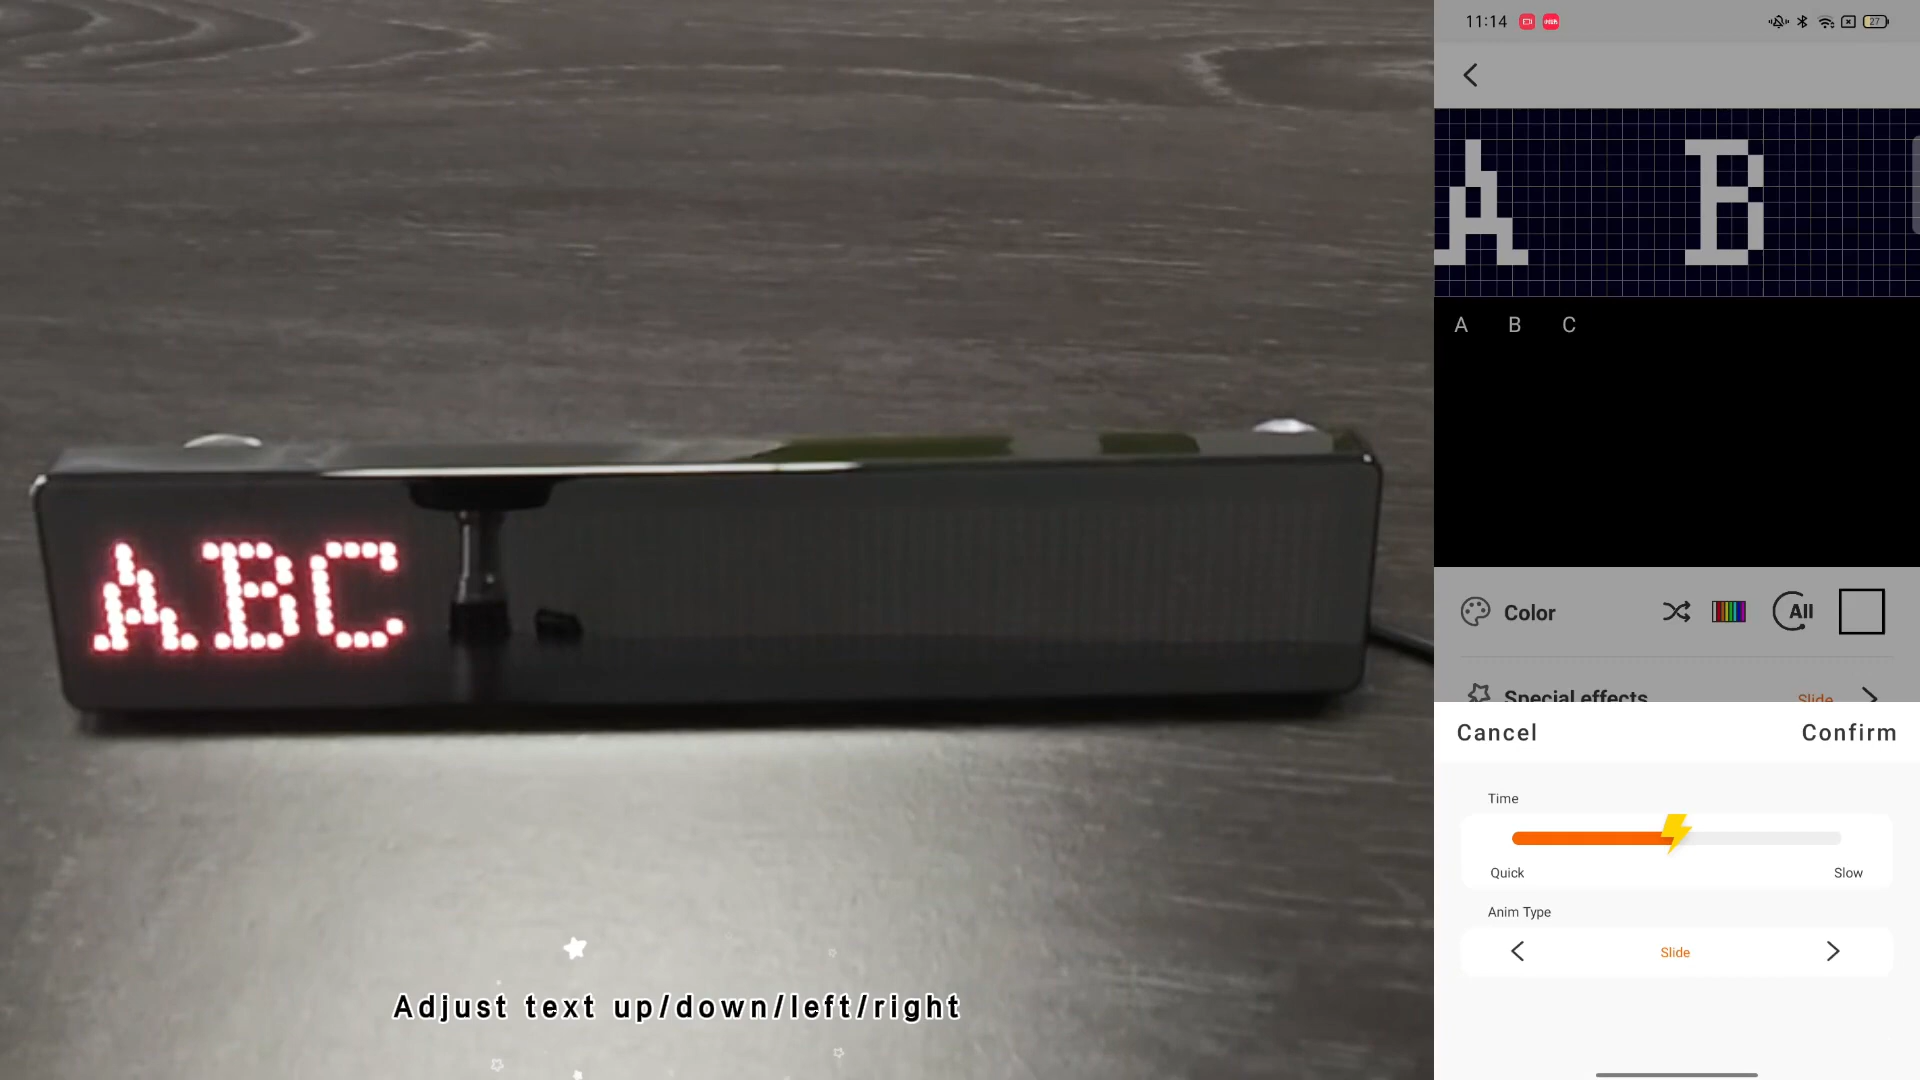 ABC
Adjust text up/down/left/right
11:14
27
A B
A B C
Color
All
Special effects
Slide
Cancel
Confirm
Time
Quick
Slow
Anim Type
Slide